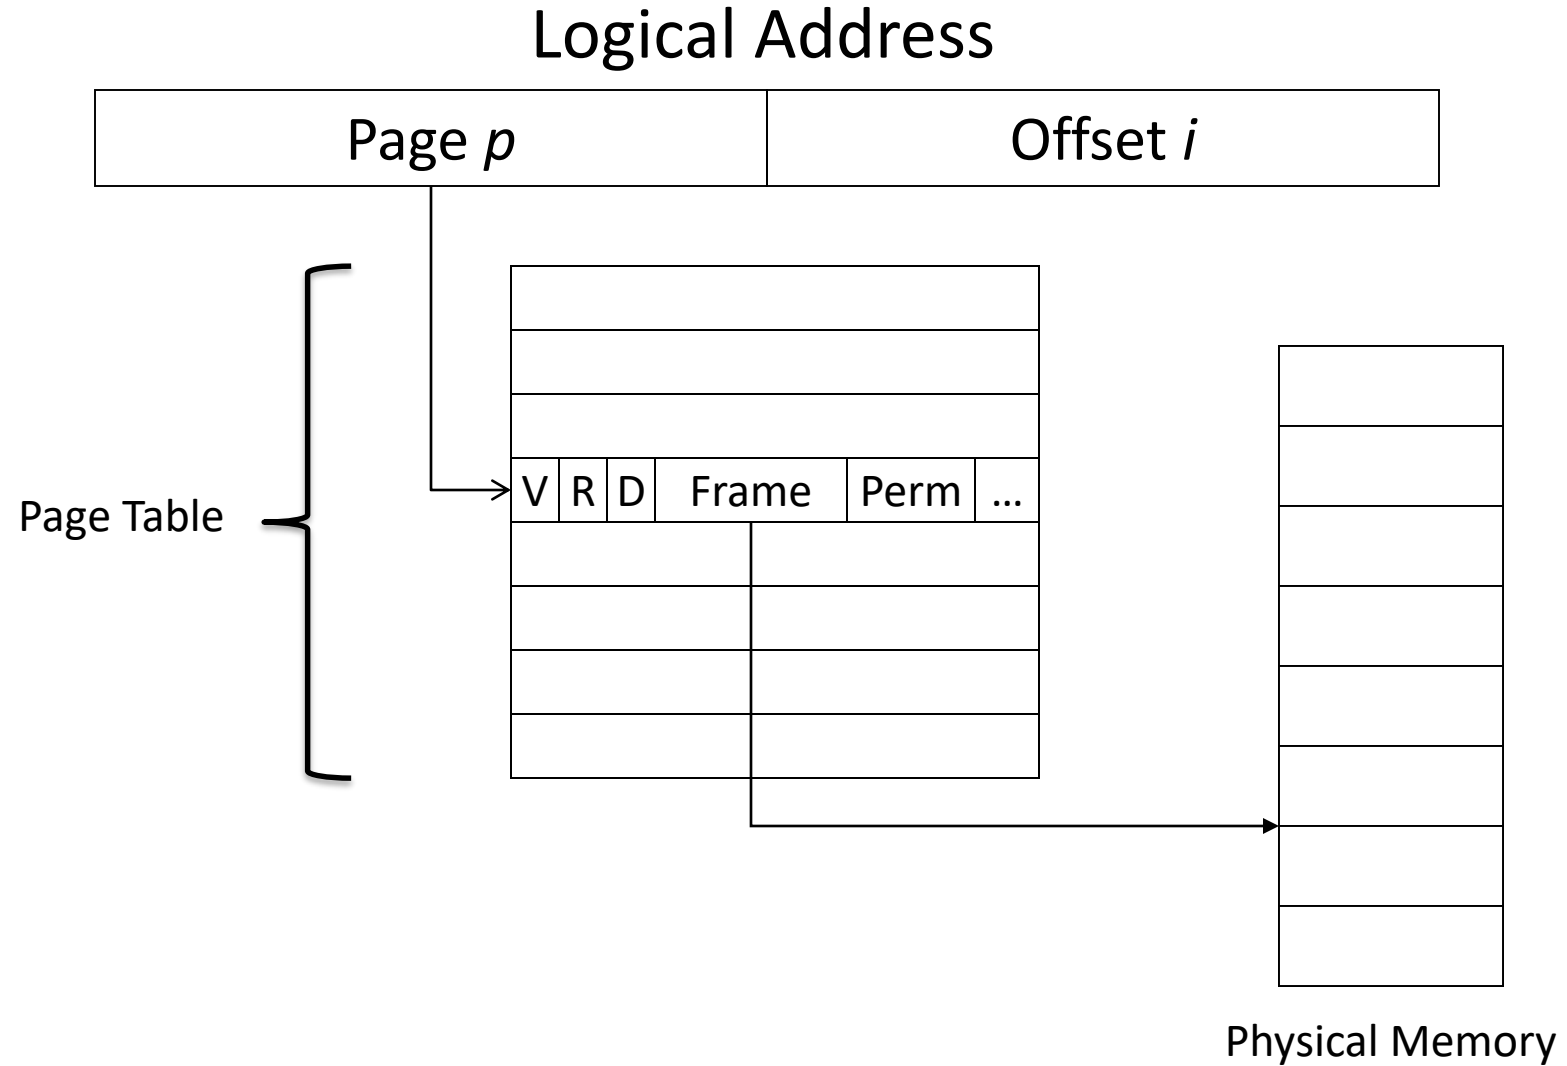 Logical Address
Page p
Offset i
V R D Frame Perm ...
Page Table
Physical Memory